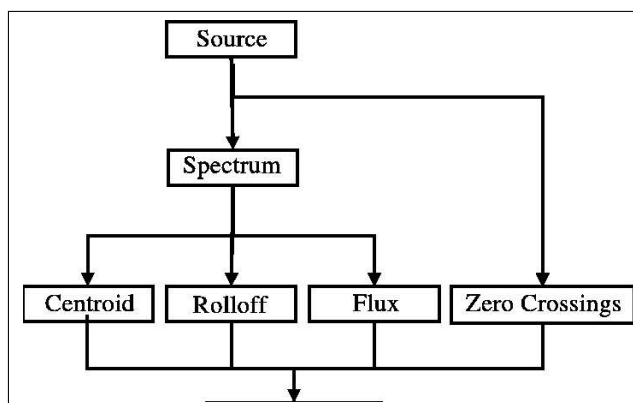 Source
Spectrum
Centroid
Rolloff
Flux
Zero Crossings